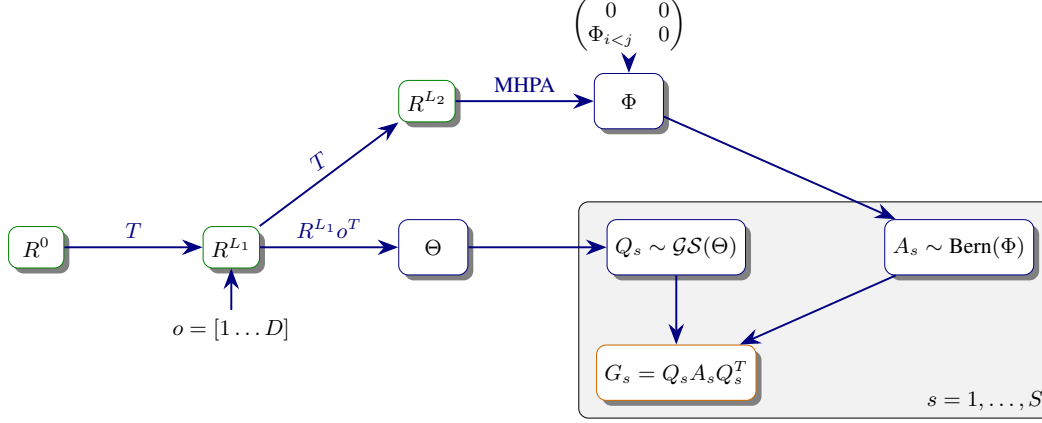 ( 0 0
Φ_{i<j} 0 )
R^{L_2}
MHPA
Φ
T
R^0
T
R^{L_1}
R^{L_1}o^T
Θ
Q_s ∼ 𝒢𝒮(Θ)
A_s ∼ Bern(Φ)
o = [1 … D]
G_s = Q_s A_s Q_s^T
s = 1, …, S